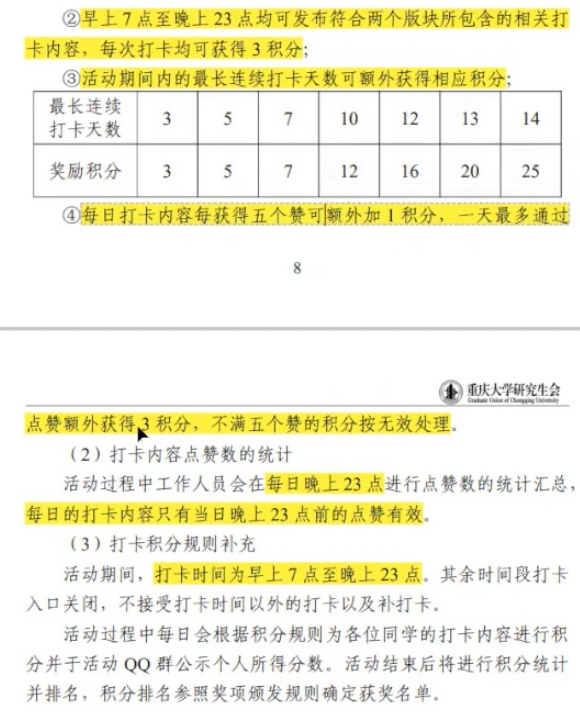 ②早上 7 点至晚上 23 点均可发布符合两个版块所包含的相关打
卡内容，每次打卡均可获得 3 积分；
③活动期间内的最长连续打卡天数可额外获得相应积分；
最长连续
打卡天数 3 5 7 10 12 13 14
奖励积分 3 5 7 12 16 20 25
④每日打卡内容每获得五个赞可额外加 1 积分，一天最多通过
8
重庆大学研究生会
Graduate Union of Chongqing University
点赞额外获得 3 积分，不满五个赞的积分按无效处理。
（2）打卡内容点赞数的统计
活动过程中工作人员会在每日晚上 23 点进行点赞数的统计汇总，
每日的打卡内容只有当日晚上 23 点前的点赞有效。
（3）打卡积分规则补充
活动期间，打卡时间为早上 7 点至晚上 23 点。其余时间段打卡
入口关闭，不接受打卡时间以外的打卡以及补打卡。
活动过程中每日会根据积分规则为各位同学的打卡内容进行积
分并于活动 QQ 群公示个人所得分数。活动结束后将进行积分统计
并排名，积分排名参照奖项颁发规则确定获奖名单。